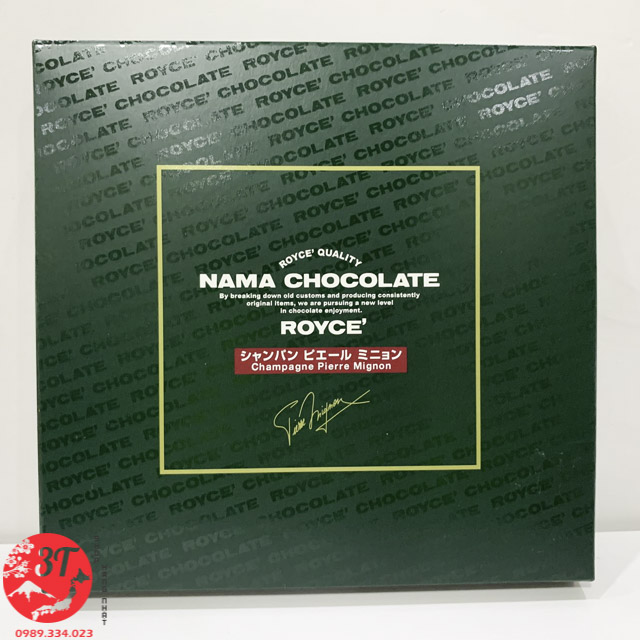 ROYCE' CHOCOLATE ROYCE' CHOCOLATE ROYCE' CHOCOLATE
ROYCE' QUALITY
NAMA CHOCOLATE
By breaking down old customs and producing consistently
original items, we are pursuing a new level
in chocolate enjoyment.
ROYCE'
シャンパン ピエール ミニョン
Champagne Pierre Mignon
Pierre Mignon
3T
0989.334.023